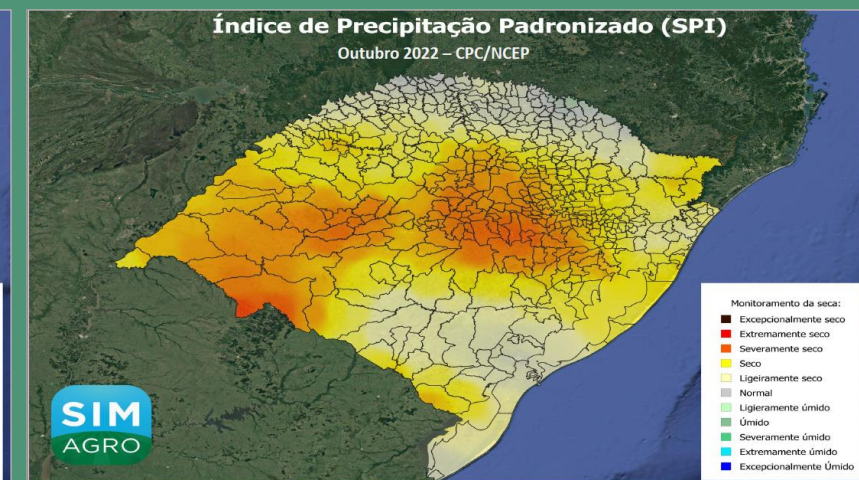 Índice de Precipitação Padronizado (SPI)
Outubro 2022 – CPC/NCEP
Monitoramento da seca:
Excepcionalmente seco
Extremamente seco
Severamente seco
Seco
Ligeiramente seco
Normal
Ligieramente úmido
Úmido
Severamente úmido
Extremamente úmido
Excepcionalmente Úmido
SIM
AGRO